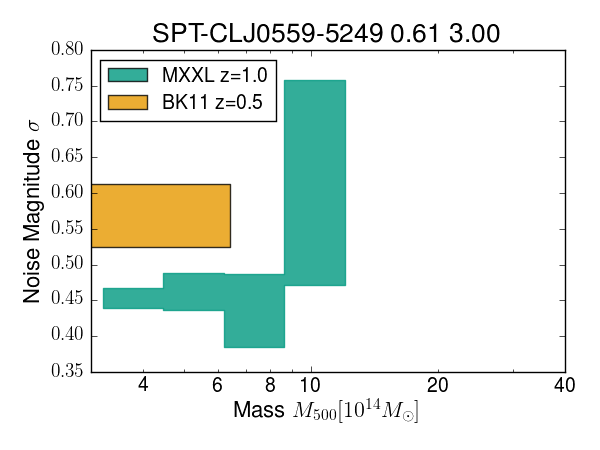 SPT-CLJ0559-5249 0.61 3.00
MXXL z=1.0
BK11 z=0.5
Noise Magnitude σ
0.80
0.75
0.70
0.65
0.60
0.55
0.50
0.45
0.40
0.35
4 6 8 10 20 40
Mass M₅₀₀[10¹⁴M☉]